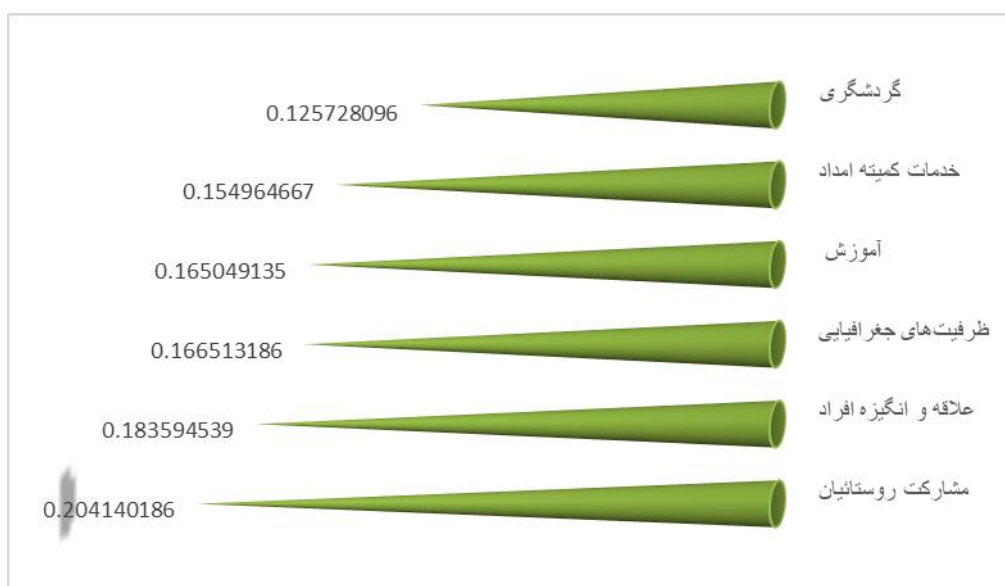 گردشگری
0.125728096
خدمات کمیته امداد
0.154964667
آموزش
0.165049135
ظرفیت‌های جغرافیایی
0.166513186
علاقه و انگیزه افراد
0.183594539
مشارکت روستائیان
0.204140186